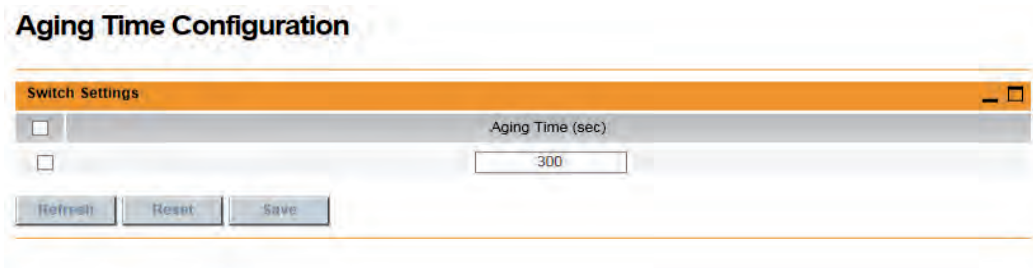 Aging Time Configuration
Switch Settings
Aging Time (sec)
300
Refresh Reset Save